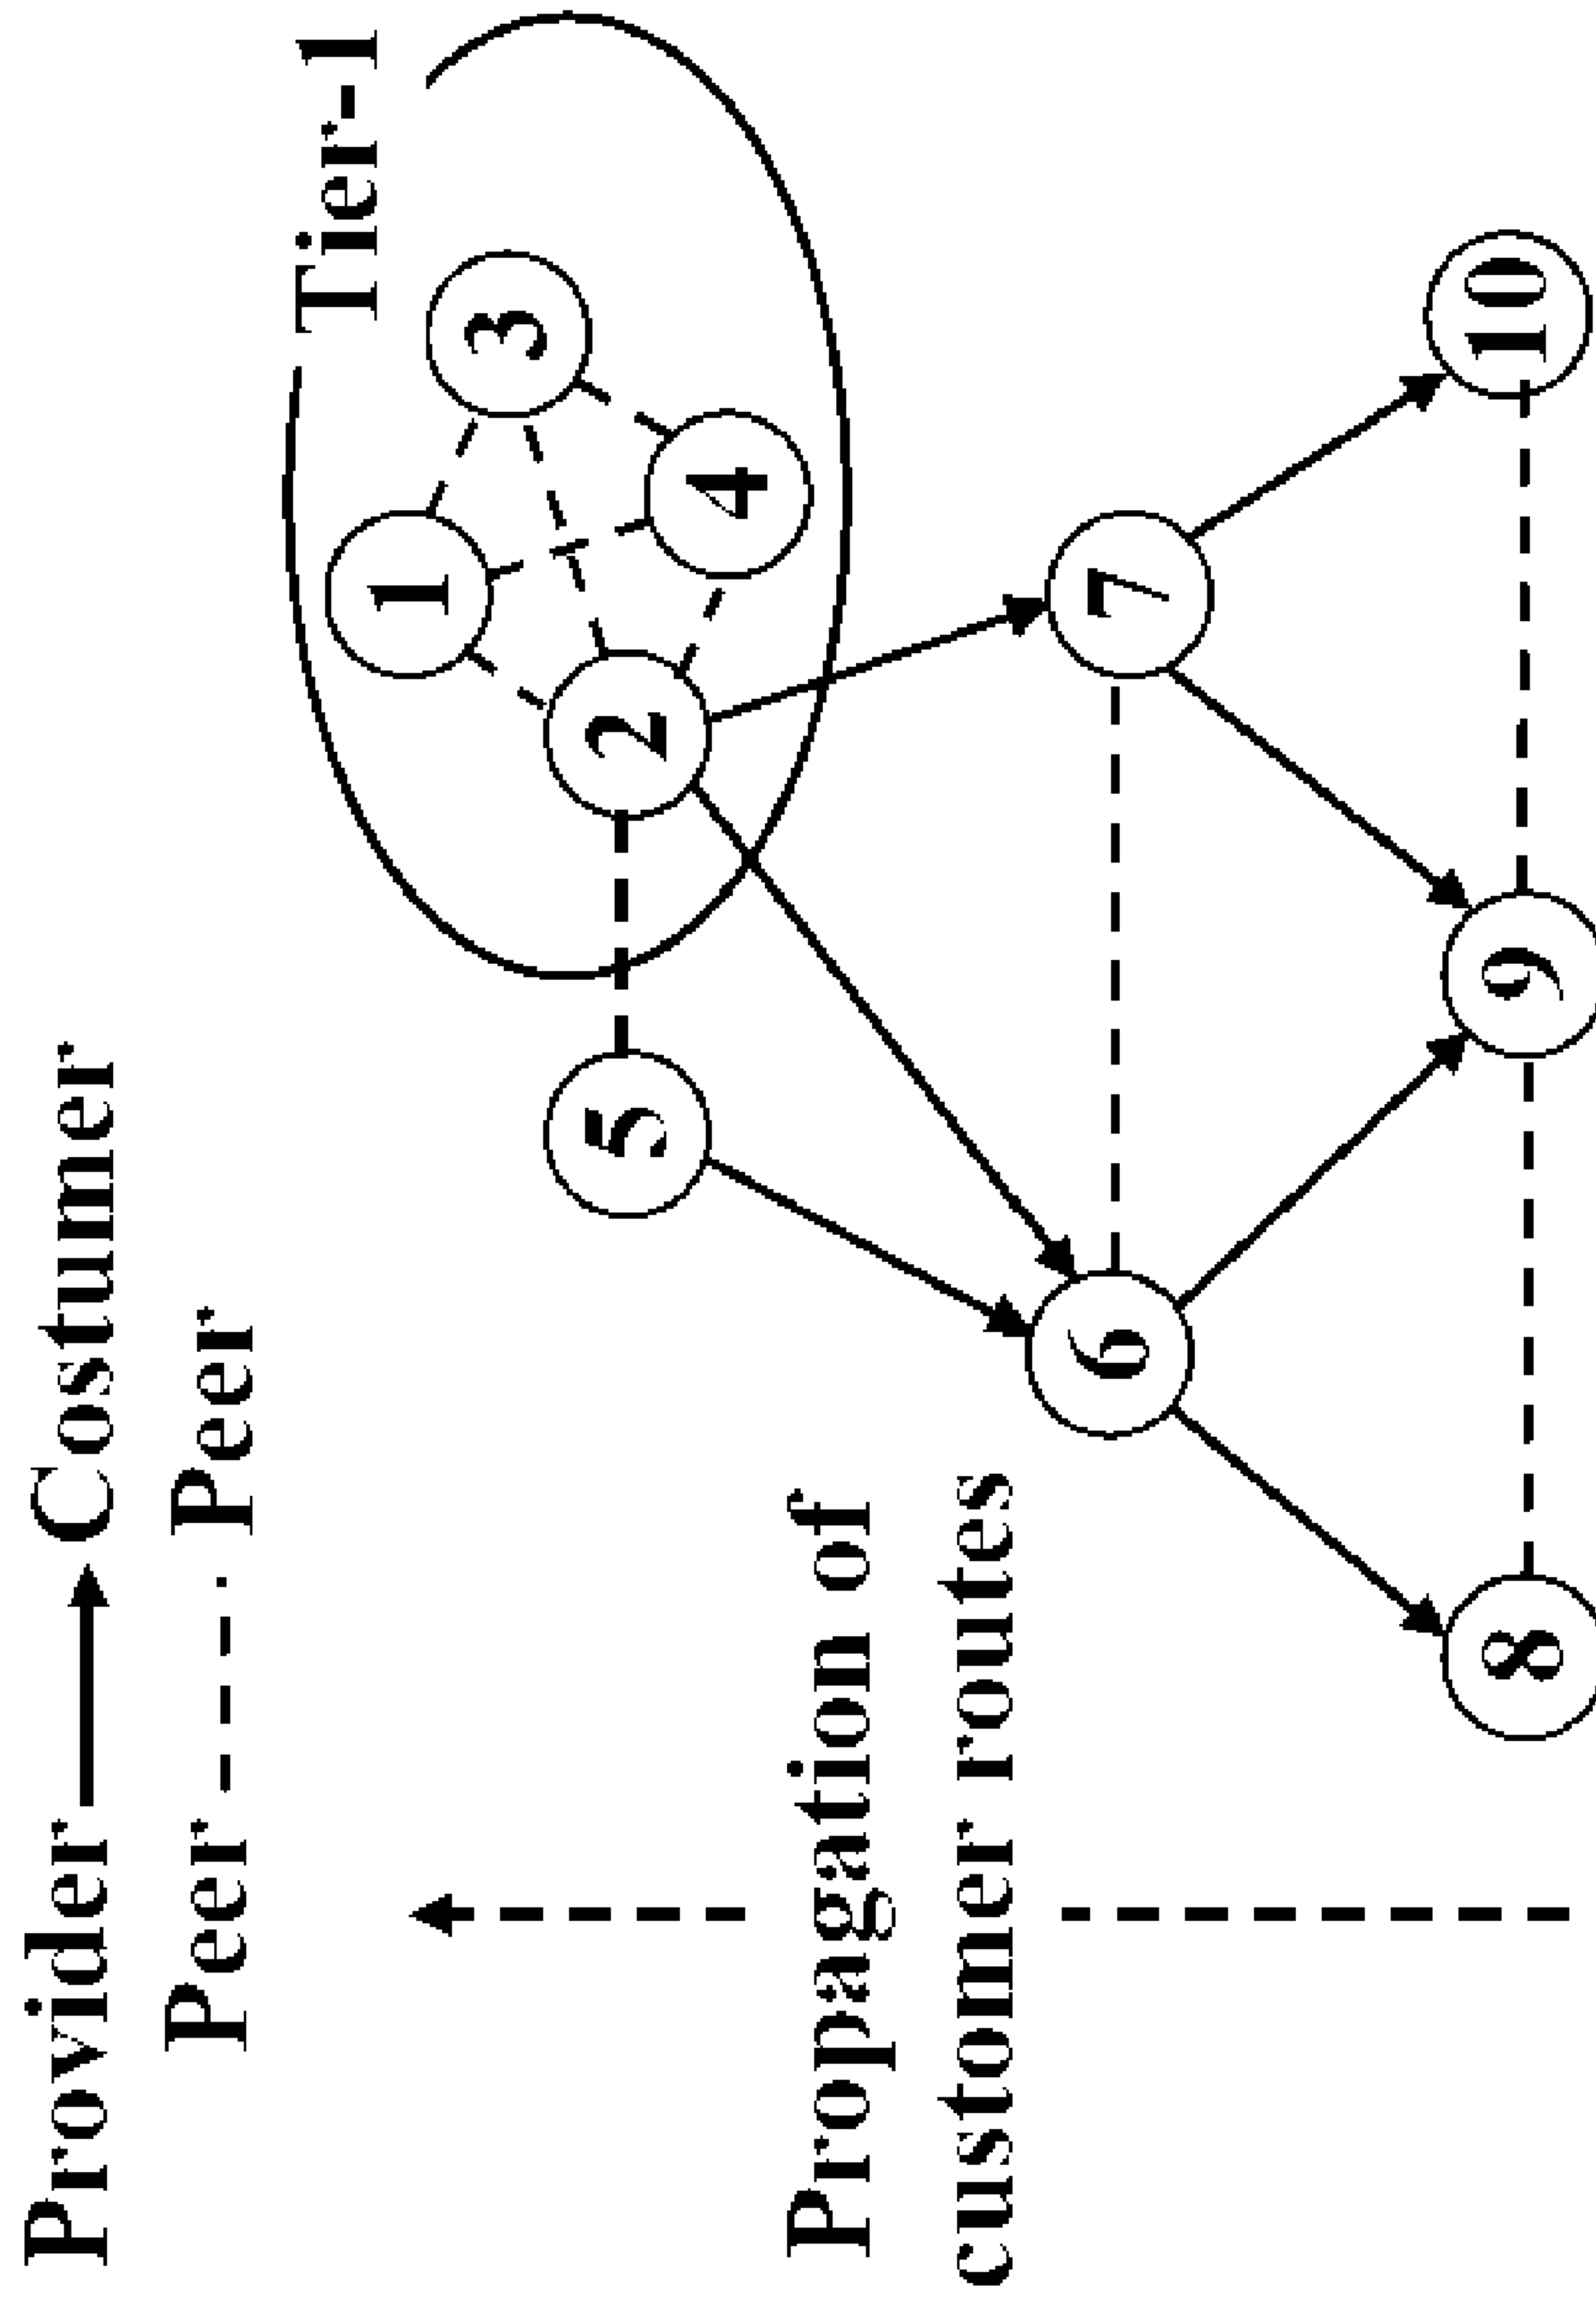 Provider Costumer
Peer Peer
Tier-1
1
3
2
4
5
Propagation of
customer routes
6
7
8
9
10